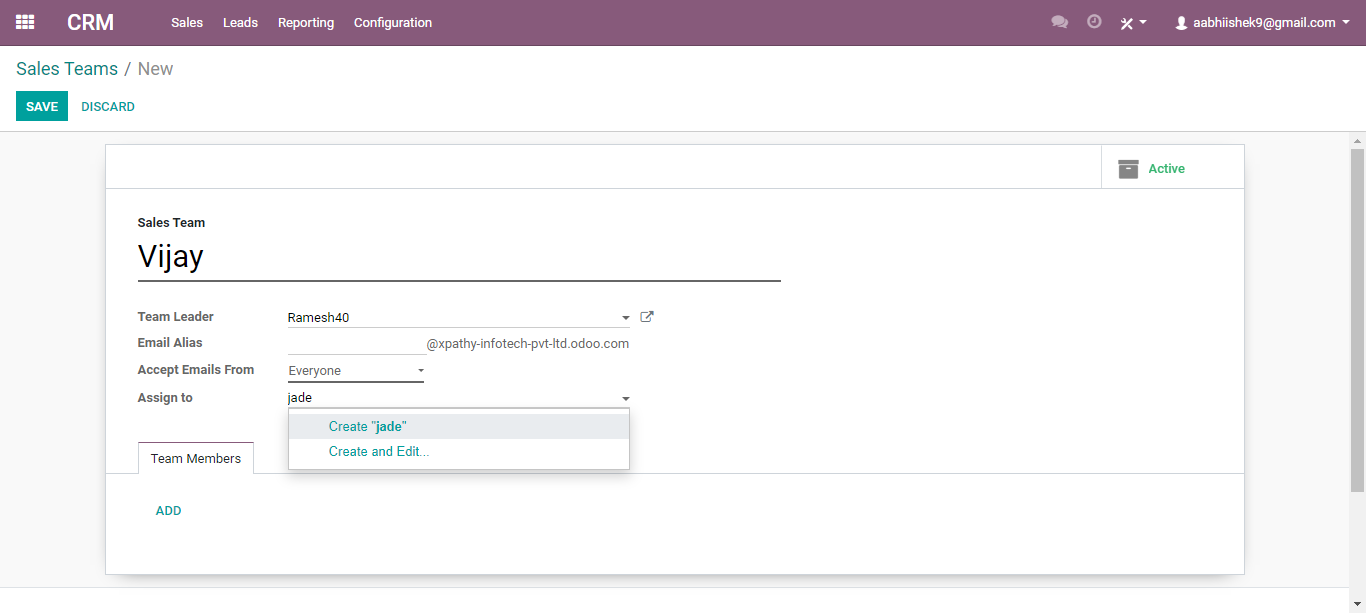 CRM Sales Leads Reporting Configuration aabhiishek9@gmail.com
Sales Teams / New
SAVE DISCARD
Active
Sales Team
Vijay
Team Leader Ramesh40
Email Alias @xpathy-infotech-pvt-ltd.odoo.com
Accept Emails From Everyone
Assign to jade
Create "jade"
Create and Edit...
Team Members
ADD